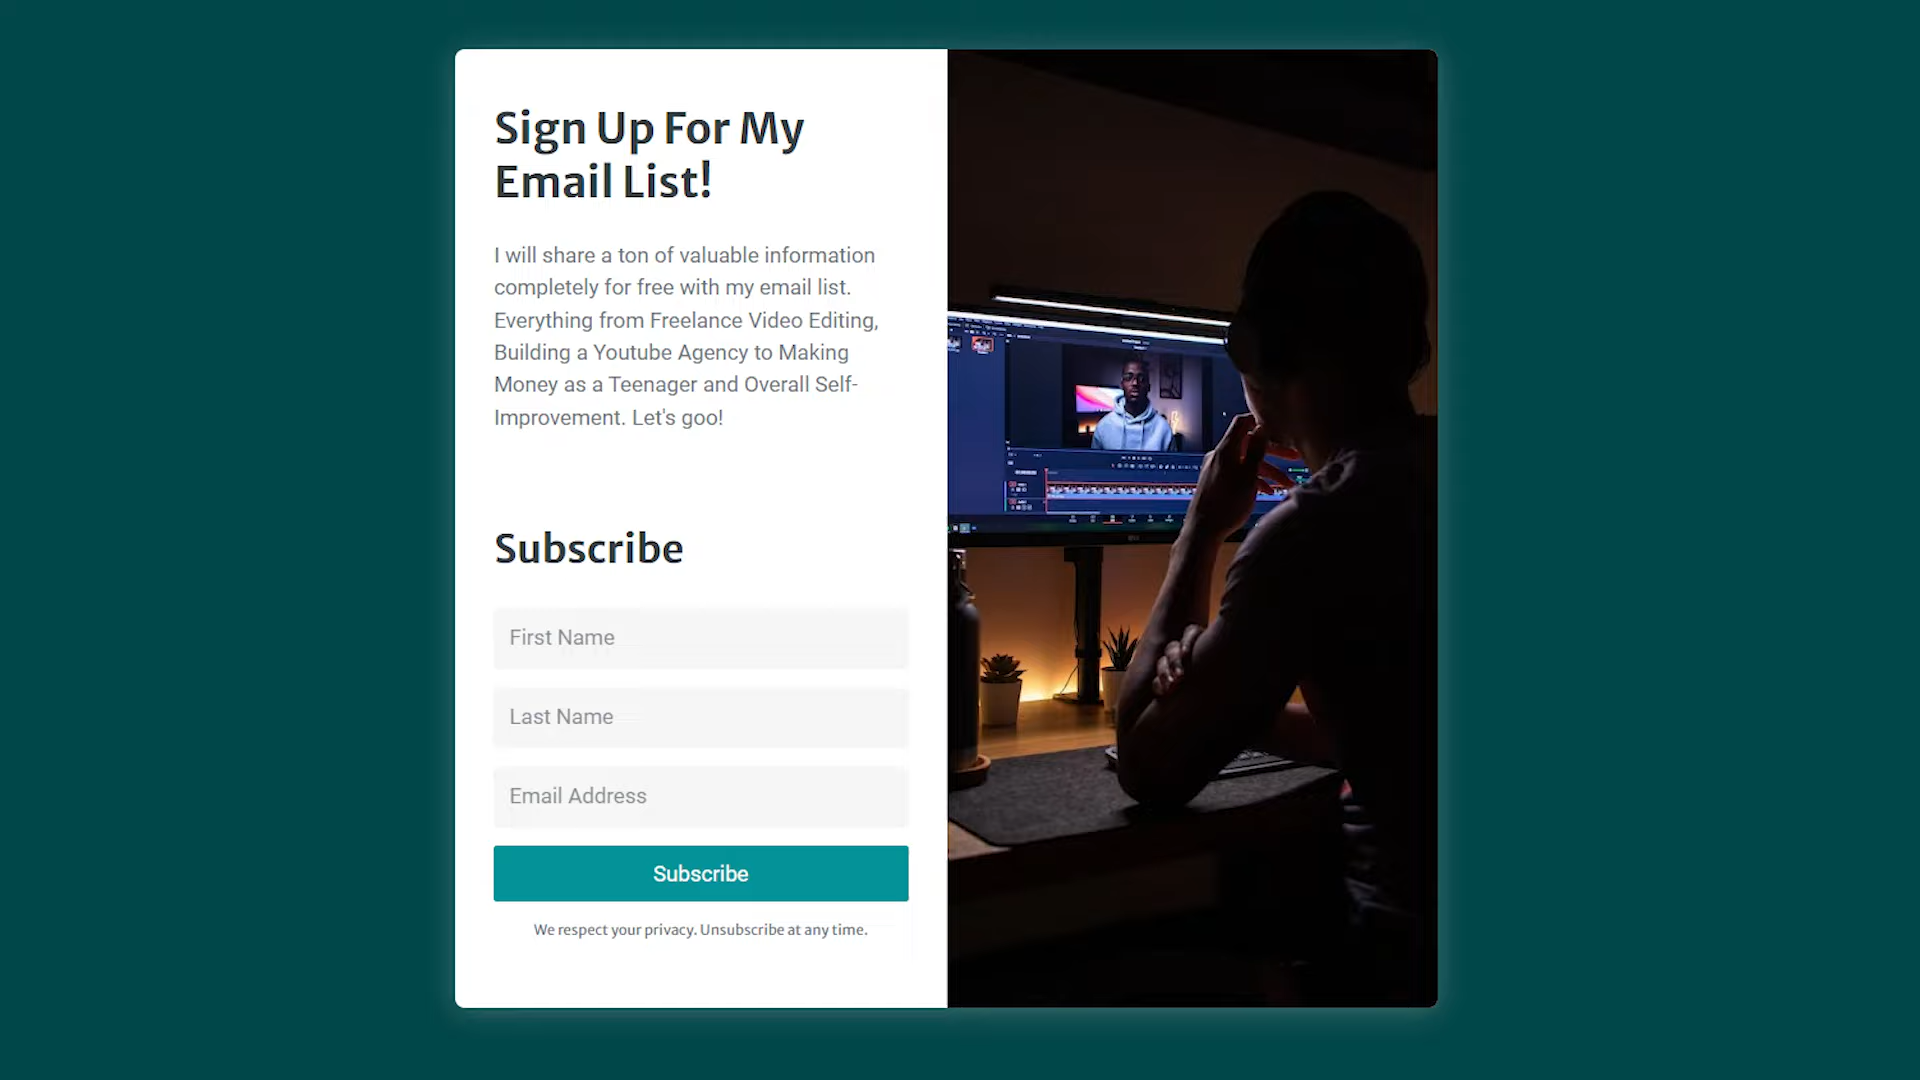 Sign Up For My
Email List!
I will share a ton of valuable information
completely for free with my email list.
Everything from Freelance Video Editing,
Building a Youtube Agency to Making
Money as a Teenager and Overall Self-
Improvement. Let's goo!
Subscribe
First Name
Last Name
Email Address
Subscribe
We respect your privacy. Unsubscribe at any time.